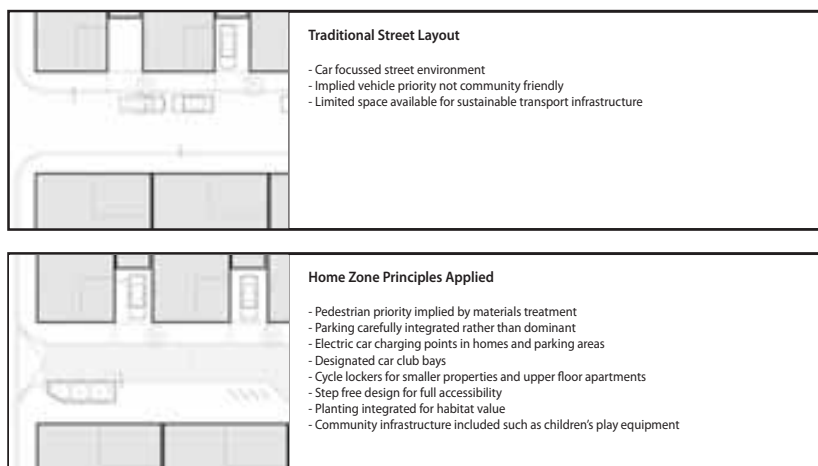 Traditional Street Layout
- Car focussed street environment
- Implied vehicle priority not community friendly
- Limited space available for sustainable transport infrastructure
Home Zone Principles Applied
- Pedestrian priority implied by materials treatment
- Parking carefully integrated rather than dominant
- Electric car charging points in homes and parking areas
- Designated car club bays
- Cycle lockers for smaller properties and upper floor apartments
- Step free design for full accessibility
- Planting integrated for habitat value
- Community infrastructure included such as children’s play equipment